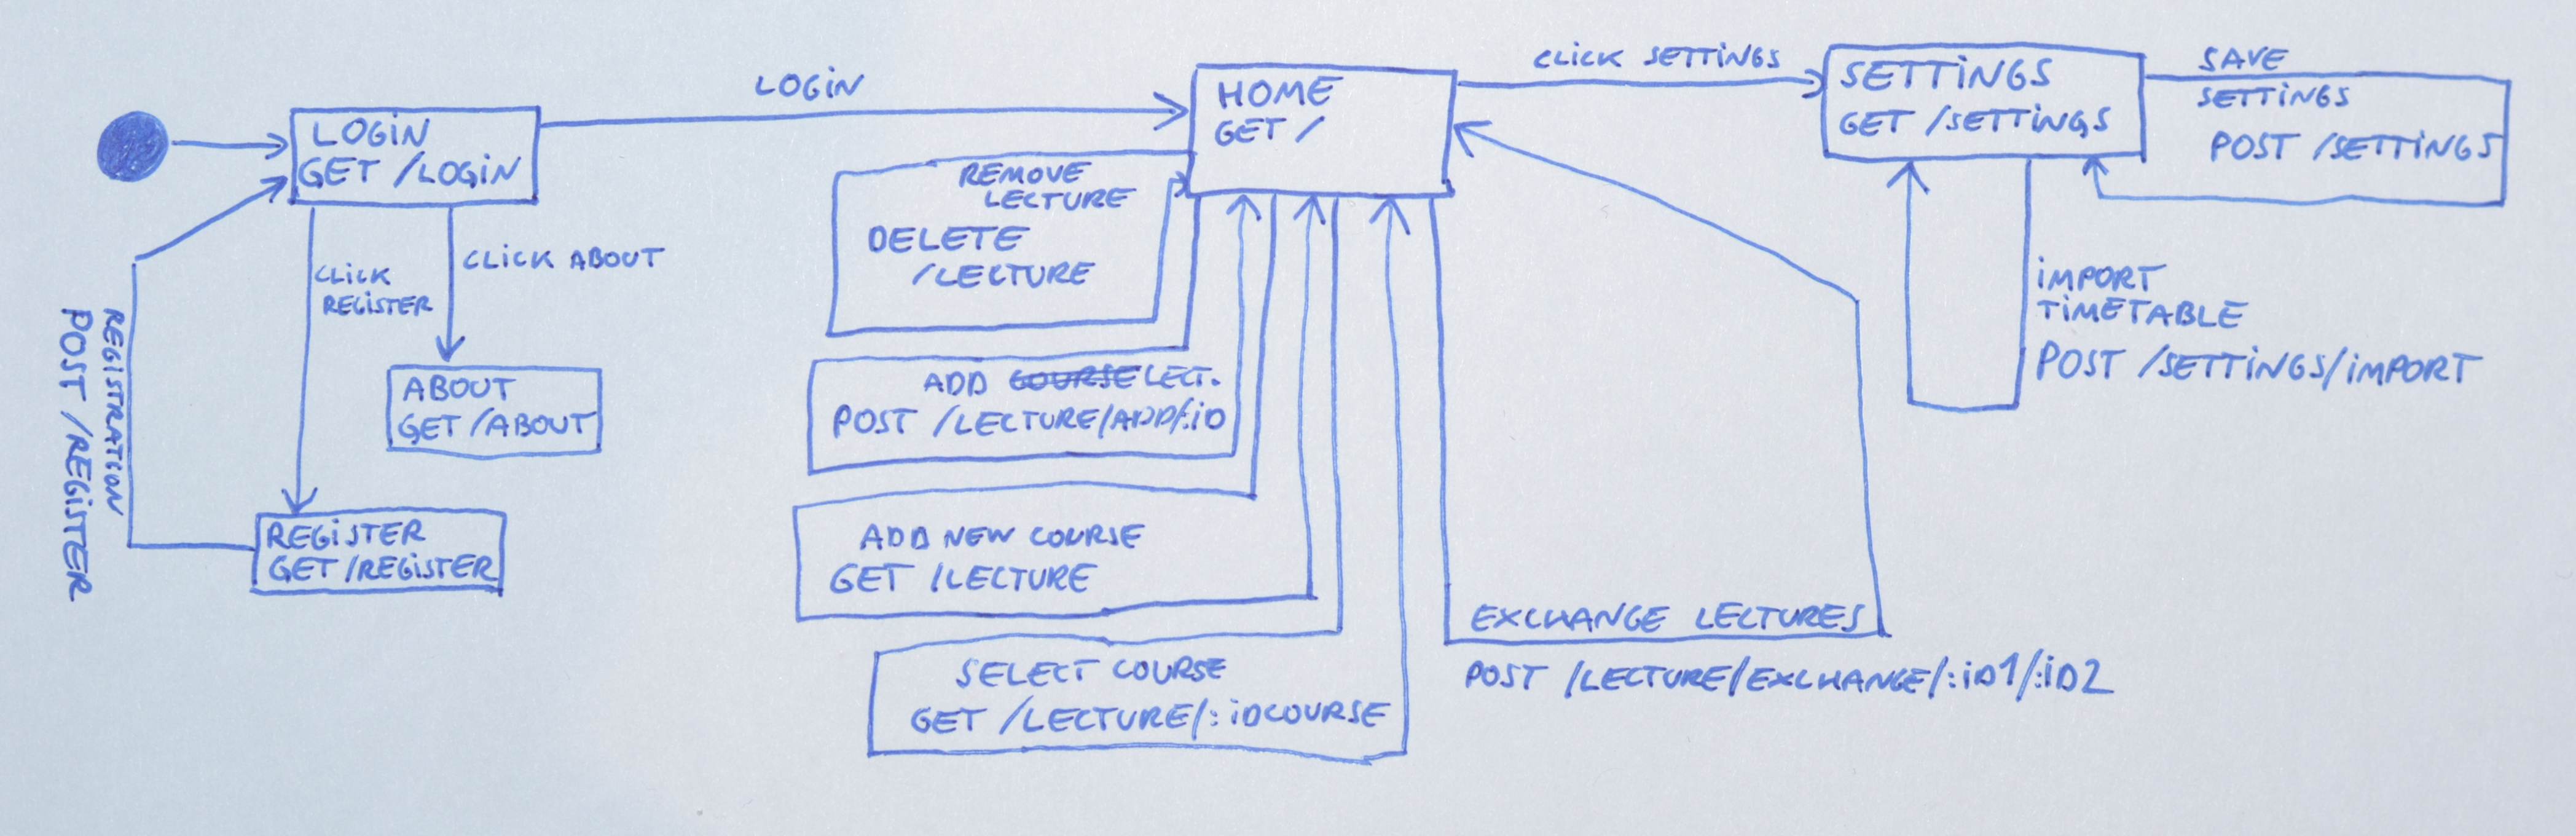 LOGIN
GET /LOGIN
LOGIN
HOME
GET /
CLICK SETTINGS
SETTINGS
GET /SETTINGS
SAVE
SETTINGS
POST /SETTINGS
REMOVE
LECTURE
DELETE
/LECTURE
CLICK
REGISTER
CLICK ABOUT
REGISTRATION
POST /REGISTER
ABOUT
GET /ABOUT
REGISTER
GET /REGISTER
ADD COURSE LECT.
POST /LECTURE/ADD/:ID
ADD NEW COURSE
GET /LECTURE
SELECT COURSE
GET /LECTURE/:IDCOURSE
EXCHANGE LECTURES
POST /LECTURE/EXCHANGE/:ID1/:ID2
IMPORT
TIMETABLE
POST /SETTINGS/IMPORT